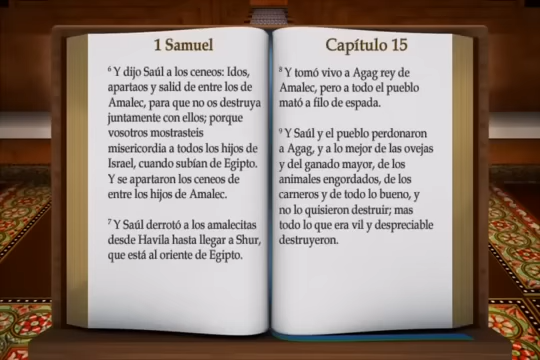 1 Samuel
⁶ Y dijo Saúl a los ceneos: Idos,
apartaos y salid de entre los de
Amalec, para que no os destruya
juntamente con ellos; porque
vosotros mostrasteis
misericordia a todos los hijos de
Israel, cuando subían de Egipto.
Y se apartaron los ceneos de
entre los hijos de Amalec.
⁷ Y Saúl derrotó a los amalecitas
desde Havila hasta llegar a Shur,
que está al oriente de Egipto.
Capítulo 15
⁸ Y tomó vivo a Agag rey de
Amalec, pero a todo el pueblo
mató a filo de espada.
⁹ Y Saúl y el pueblo perdonaron
a Agag, y a lo mejor de las ovejas
y del ganado mayor, de los
animales engordados, de los
carneros y de todo lo bueno, y
no lo quisieron destruir; mas
todo lo que era vil y despreciable
destruyeron.